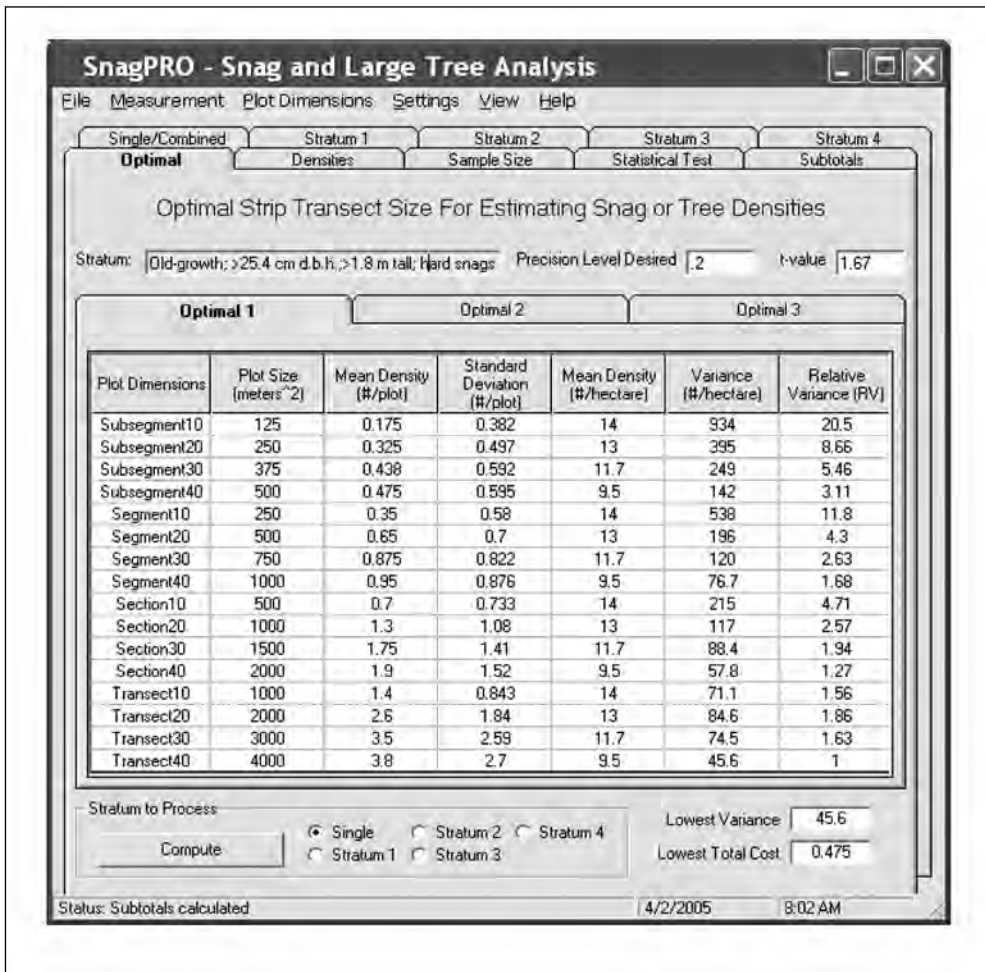 SnagPRO - Snag and Large Tree Analysis
File Measurement Plot Dimensions Settings View Help
Single/Combined Stratum 1 Stratum 2 Stratum 3 Stratum 4
Optimal Densities Sample Size Statistical Test Subtotals
Optimal Strip Transect Size For Estimating Snag or Tree Densities
Stratum: Old-growth; >25.4 cm d.b.h.;>1.8 m tall; hard snags Precision Level Desired .2 t-value 1.67
Optimal 1 Optimal 2 Optimal 3
Plot Dimensions Plot Size (meters^2) Mean Density (#/plot) Standard Deviation (#/plot) Mean Density (#/hectare) Variance (#/hectare) Relative Variance (RV)
Subsegment10 125 0.175 0.382 14 934 20.5
Subsegment20 250 0.325 0.497 13 395 8.66
Subsegment30 375 0.438 0.592 11.7 249 5.46
Subsegment40 500 0.475 0.595 9.5 142 3.11
Segment10 250 0.35 0.58 14 538 11.8
Segment20 500 0.65 0.7 13 196 4.3
Segment30 750 0.875 0.822 11.7 120 2.63
Segment40 1000 0.95 0.876 9.5 76.7 1.68
Section10 500 0.7 0.733 14 215 4.71
Section20 1000 1.3 1.08 13 117 2.57
Section30 1500 1.75 1.41 11.7 88.4 1.94
Section40 2000 1.9 1.52 9.5 57.8 1.27
Transect10 1000 1.4 0.843 14 71.1 1.56
Transect20 2000 2.6 1.84 13 84.6 1.86
Transect30 3000 3.5 2.59 11.7 74.5 1.63
Transect40 4000 3.8 2.7 9.5 45.6 1
Stratum to Process
Compute
Single Stratum 2 Stratum 4
Stratum 1 Stratum 3
Lowest Variance 45.6
Lowest Total Cost 0.475
Status: Subtotals calculated 4/2/2005 8:02 AM